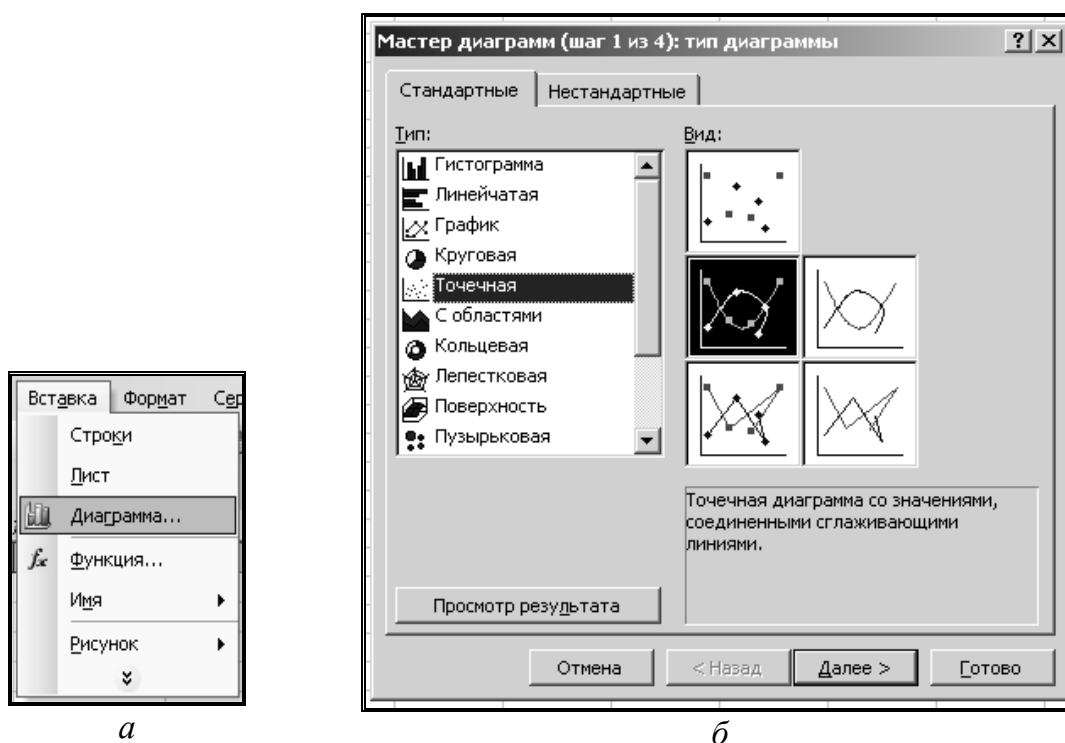 Мастер диаграмм (шаг 1 из 4): тип диаграммы
Стандартные
Нестандартные
Тип:
Гистограмма
Линейчатая
График
Круговая
Точечная
С областями
Кольцевая
Лепестковая
Поверхность
Пузырьковая
Вид:
Точечная диаграмма со значениями,
соединенными сглаживающими
линиями.
Просмотр результата
Отмена
< Назад
Далее >
Готово
Вставка Формат Сер
Строки
Лист
Диаграмма...
fx Функция...
Имя
Рисунок
а
б